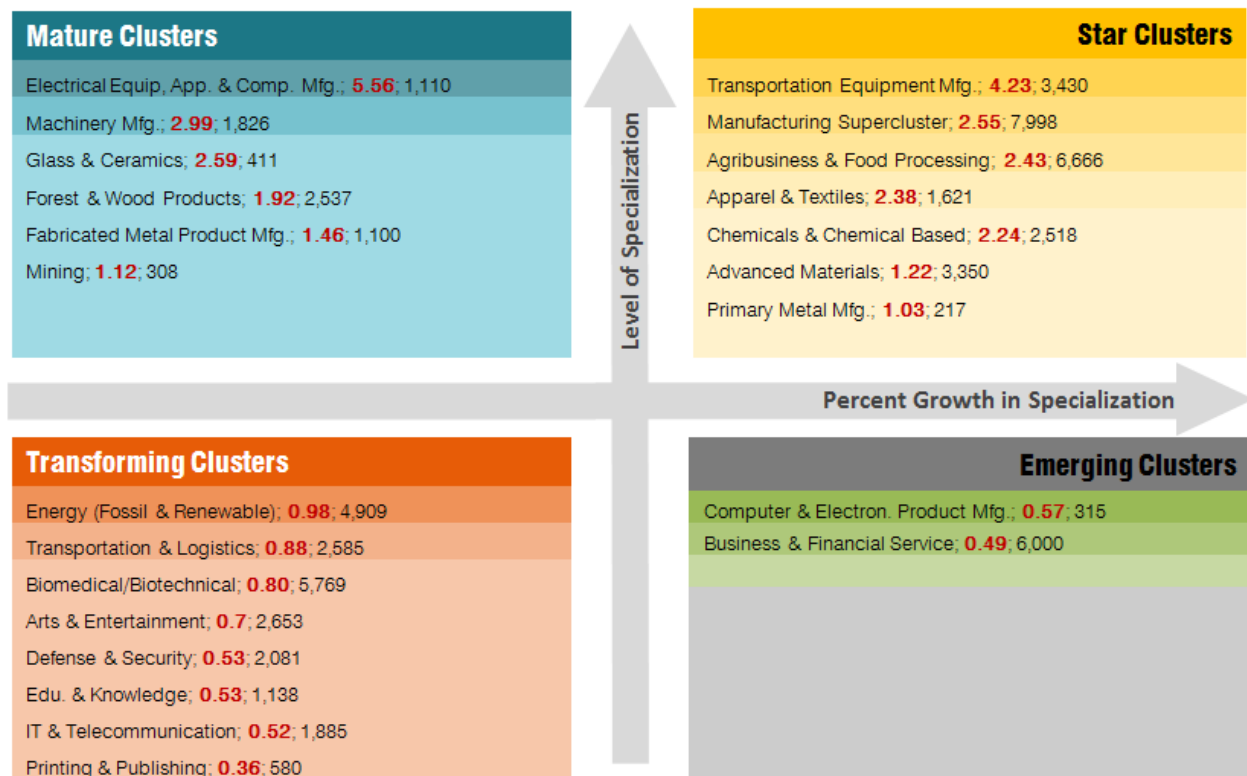 Mature Clusters
Electrical Equip, App. & Comp. Mfg.; 5.56; 1,110
Machinery Mfg.; 2.99; 1,826
Glass & Ceramics; 2.59; 411
Forest & Wood Products; 1.92; 2,537
Fabricated Metal Product Mfg.; 1.46; 1,100
Mining; 1.12; 308
Level of Specialization
Star Clusters
Transportation Equipment Mfg.; 4.23; 3,430
Manufacturing Supercluster; 2.55; 7,998
Agribusiness & Food Processing; 2.43; 6,666
Apparel & Textiles; 2.38; 1,621
Chemicals & Chemical Based; 2.24; 2,518
Advanced Materials; 1.22; 3,350
Primary Metal Mfg.; 1.03; 217
Percent Growth in Specialization
Transforming Clusters
Energy (Fossil & Renewable); 0.98; 4,909
Transportation & Logistics; 0.88; 2,585
Biomedical/Biotechnical; 0.80; 5,769
Arts & Entertainment; 0.7; 2,653
Defense & Security; 0.53; 2,081
Edu. & Knowledge; 0.53; 1,138
IT & Telecommunication; 0.52; 1,885
Printing & Publishing; 0.36; 580
Emerging Clusters
Computer & Electron. Product Mfg.; 0.57; 315
Business & Financial Service; 0.49; 6,000